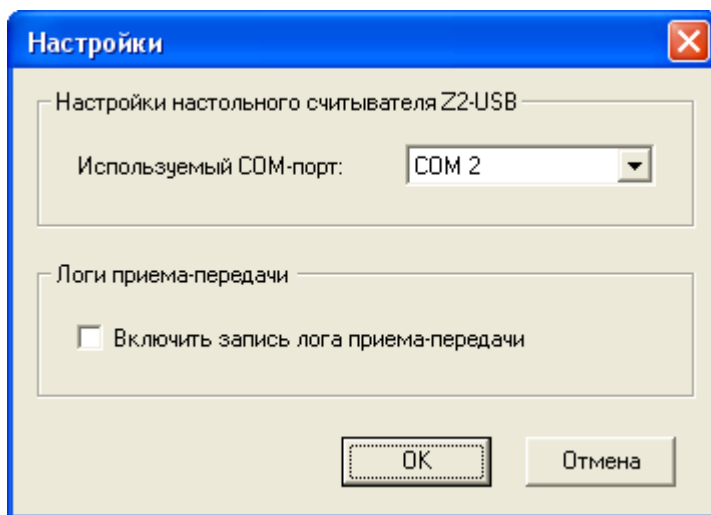 Настройки
Настройки настольного считывателя Z2-USB
Используемый COM-порт: COM 2
Логи приема-передачи
Включить запись лога приема-передачи
OK Отмена